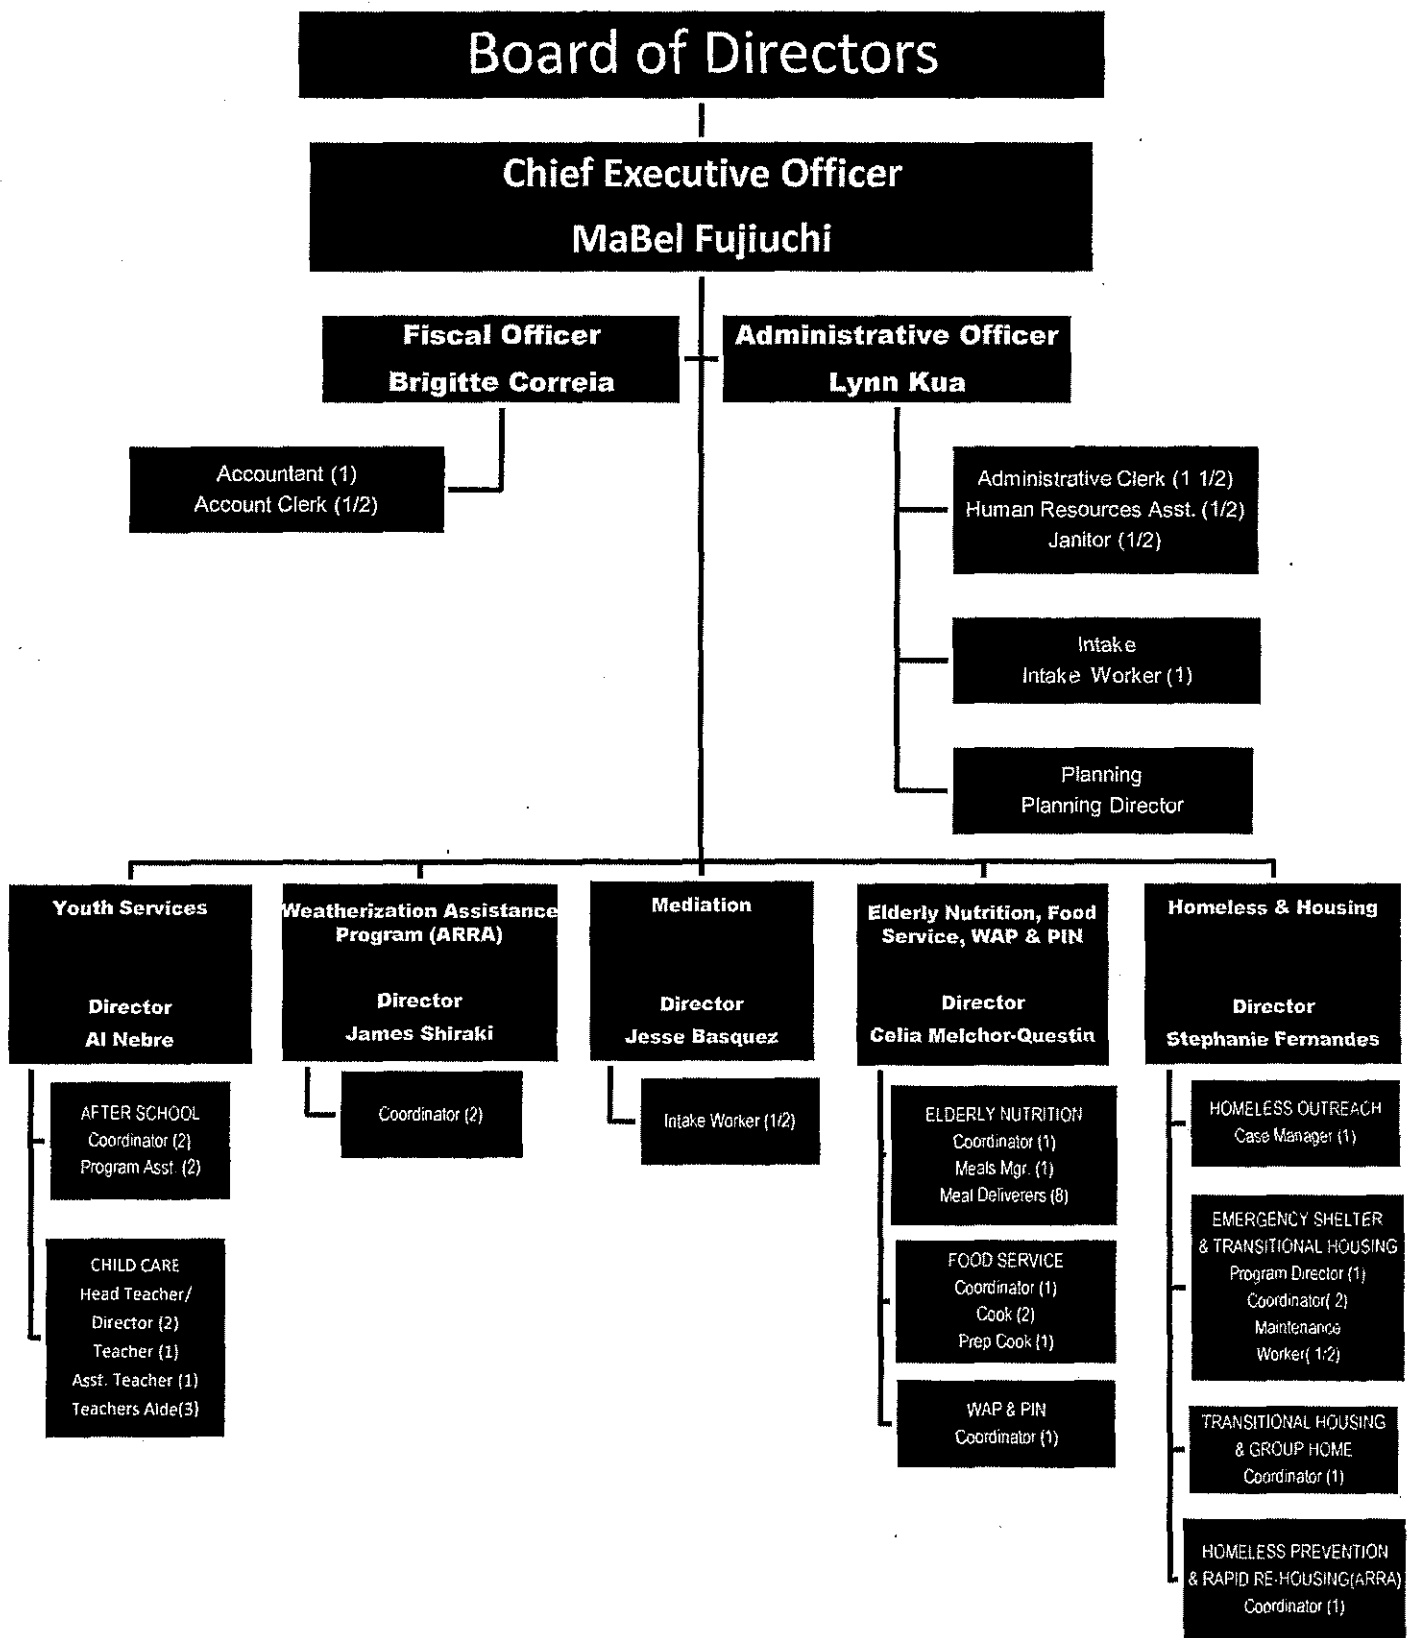 Board of Directors
Chief Executive Officer
MaBel Fujiuchi
Fiscal Officer
Brigitte Correia
Administrative Officer
Lynn Kua
Accountant (1)
Account Clerk (1/2)
Administrative Clerk (1 1/2)
Human Resources Asst. (1/2)
Janitor (1/2)
Intake
Intake Worker (1)
Planning
Planning Director
Youth Services
Director
Al Nebre
Weatherization Assistance
Program (ARRA)
Director
James Shiraki
Mediation
Director
Jesse Basquez
Elderly Nutrition, Food
Service, WAP & PIN
Director
Celia Melchor-Questin
Homeless & Housing
Director
Stephanie Fernandes
AFTER SCHOOL
Coordinator (2)
Program Asst. (2)
CHILD CARE
Head Teacher/
Director (2)
Teacher (1)
Asst. Teacher (1)
Teachers Aide(3)
Coordinator (2)
Intake Worker (1/2)
ELDERLY NUTRITION
Coordinator (1)
Meals Mgr. (1)
Meal Deliverers (8)
FOOD SERVICE
Coordinator (1)
Cook (2)
Prep Cook (1)
WAP & PIN
Coordinator (1)
HOMELESS OUTREACH
Case Manager (1)
EMERGENCY SHELTER
& TRANSITIONAL HOUSING
Program Director (1)
Coordinator( 2)
Maintenance
Worker( 1/2)
TRANSITIONAL HOUSING
& GROUP HOME
Coordinator (1)
HOMELESS PREVENTION
& RAPID RE-HOUSING(ARRA)
Coordinator (1)